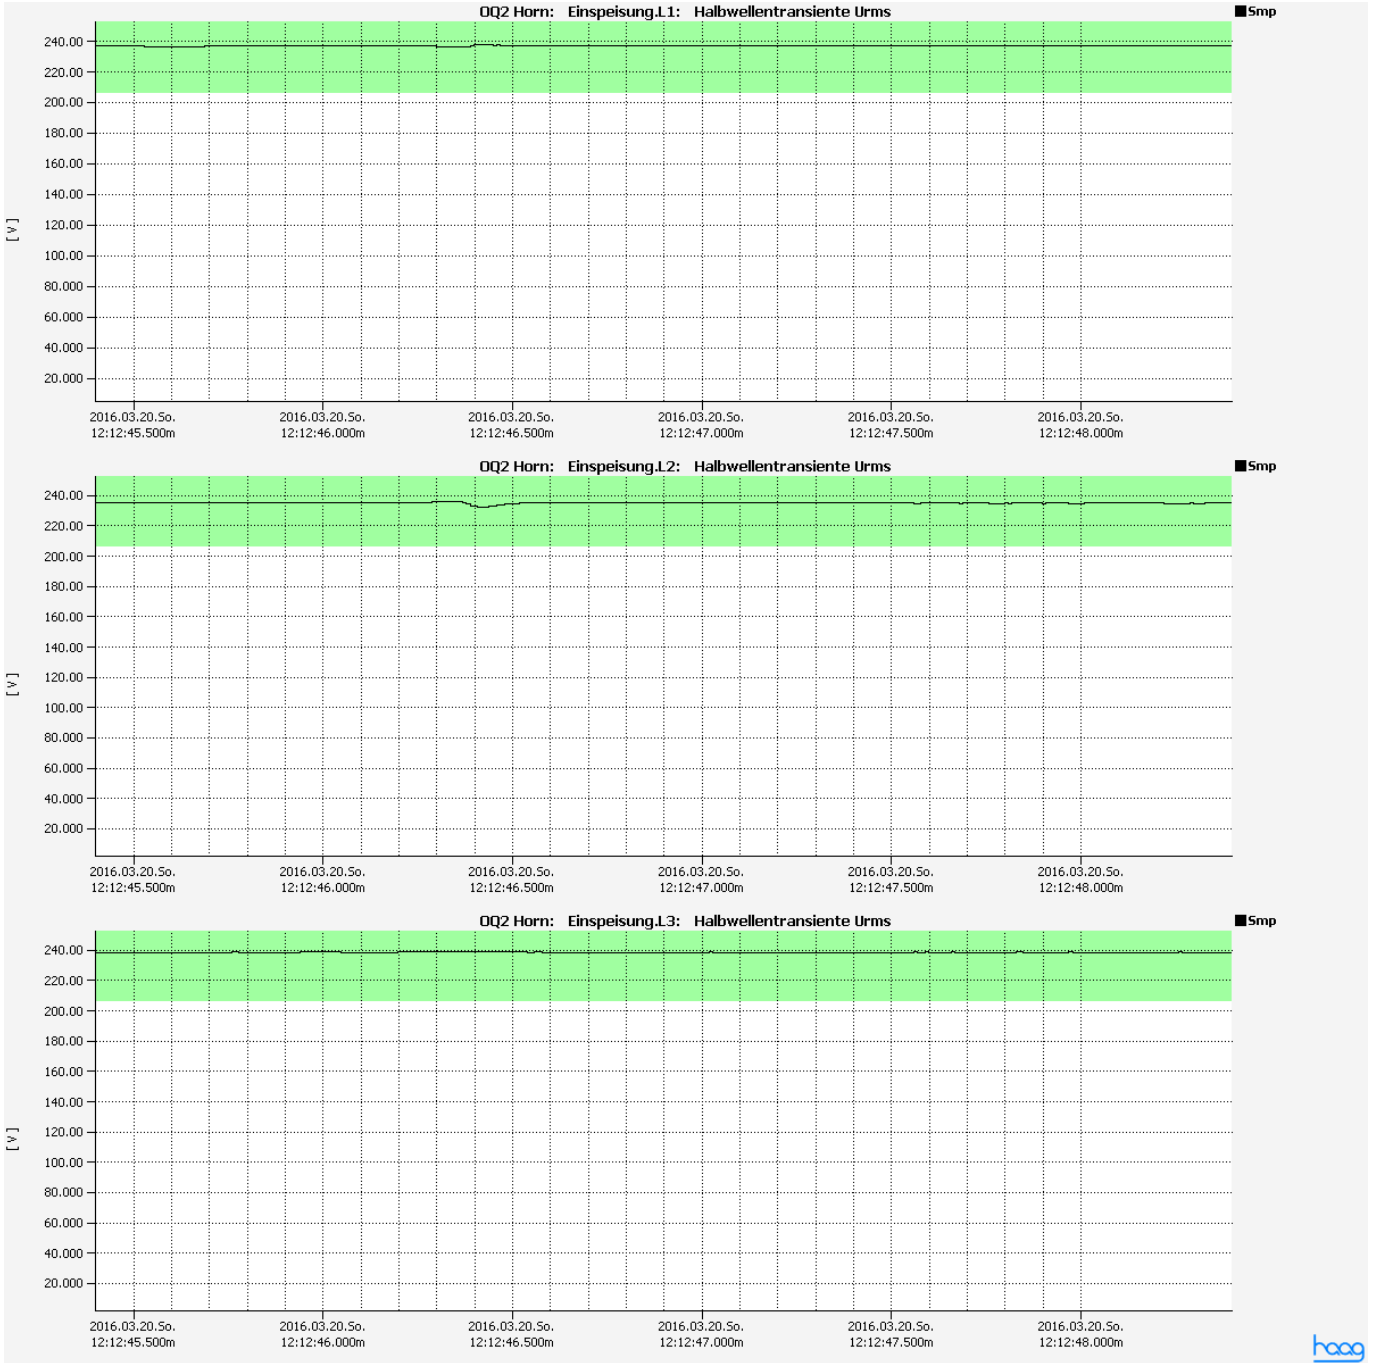 OQ2 Horn: Einspeisung.L1: Halbwellentransiente Urms
Smp
240.00
220.00
200.00
180.00
160.00
140.00
120.00
100.00
80.000
60.000
40.000
20.000
[ V ]
2016.03.20.So. 2016.03.20.So. 2016.03.20.So. 2016.03.20.So. 2016.03.20.So. 2016.03.20.So.
12:12:45.500m 12:12:46.000m 12:12:46.500m 12:12:47.000m 12:12:47.500m 12:12:48.000m
OQ2 Horn: Einspeisung.L2: Halbwellentransiente Urms
Smp
240.00
220.00
200.00
180.00
160.00
140.00
120.00
100.00
80.000
60.000
40.000
20.000
[ V ]
2016.03.20.So. 2016.03.20.So. 2016.03.20.So. 2016.03.20.So. 2016.03.20.So. 2016.03.20.So.
12:12:45.500m 12:12:46.000m 12:12:46.500m 12:12:47.000m 12:12:47.500m 12:12:48.000m
OQ2 Horn: Einspeisung.L3: Halbwellentransiente Urms
Smp
240.00
220.00
200.00
180.00
160.00
140.00
120.00
100.00
80.000
60.000
40.000
20.000
[ V ]
2016.03.20.So. 2016.03.20.So. 2016.03.20.So. 2016.03.20.So. 2016.03.20.So. 2016.03.20.So.
12:12:45.500m 12:12:46.000m 12:12:46.500m 12:12:47.000m 12:12:47.500m 12:12:48.000m
haag